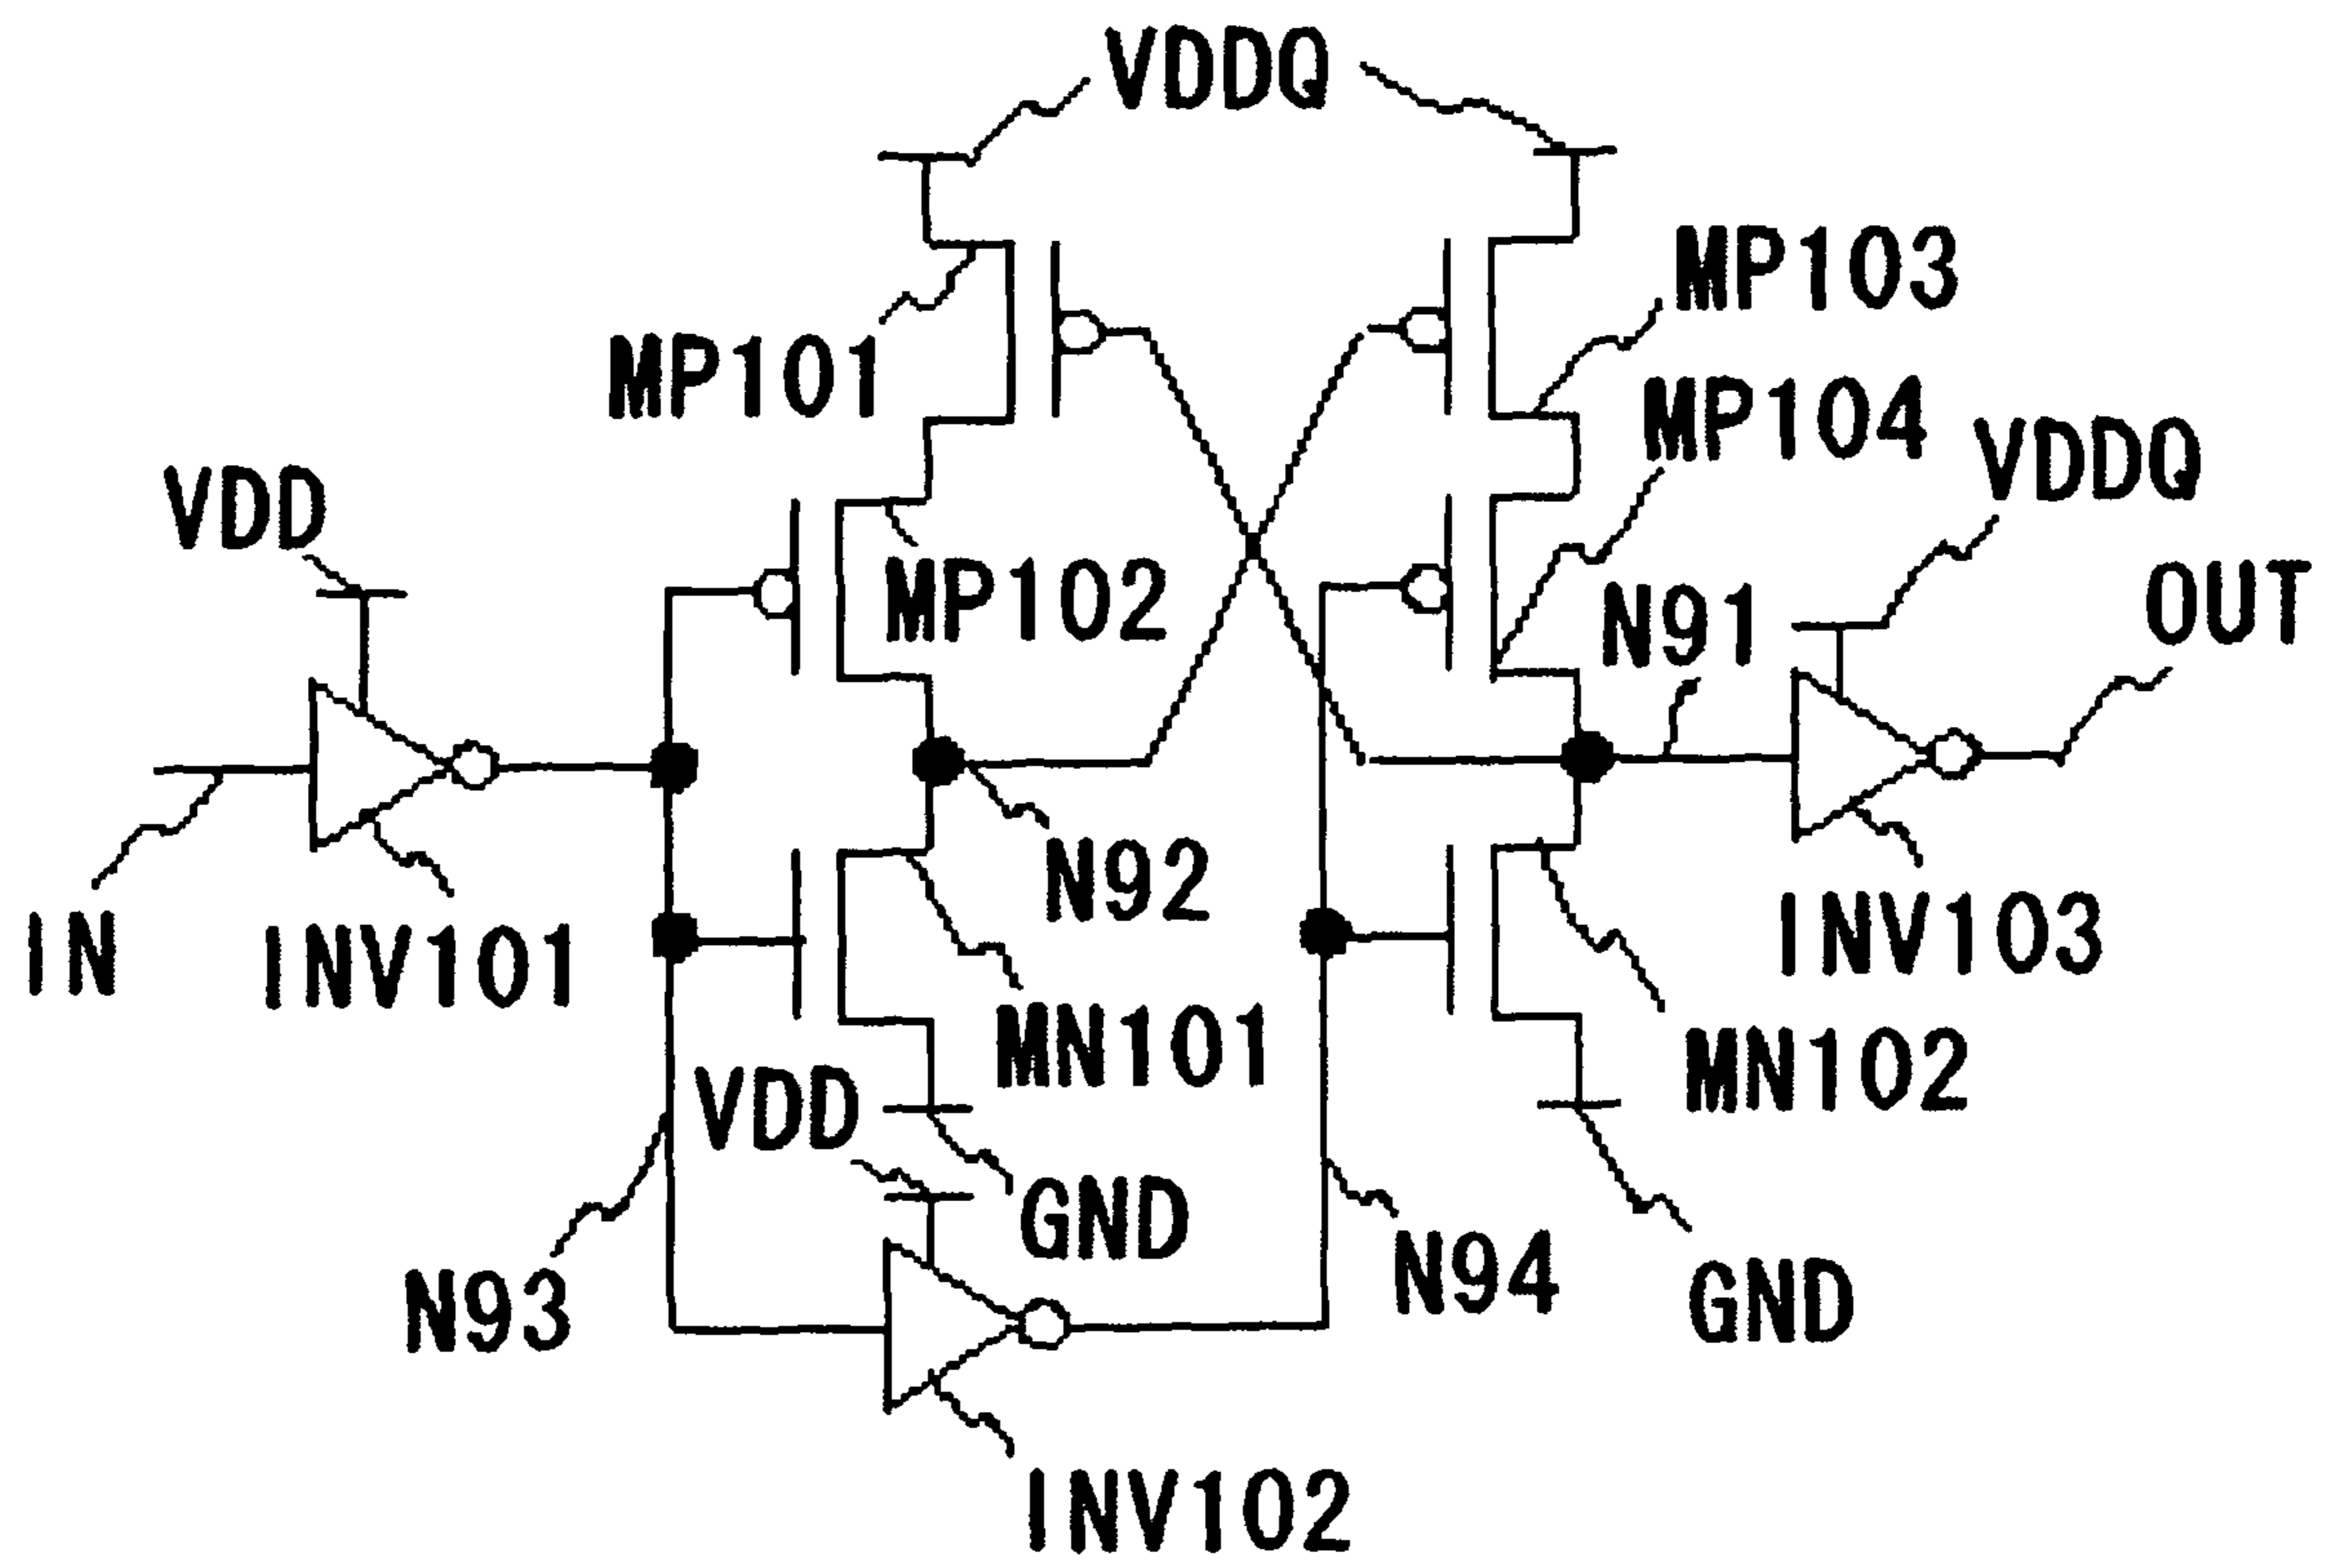 VDDQ
MP103
MP101
MP104
VDDQ
VDD
MP102
N91
OUT
N92
INV103
IN
INV101
MN101
MN102
VDD
GND
N93
N94
GND
INV102